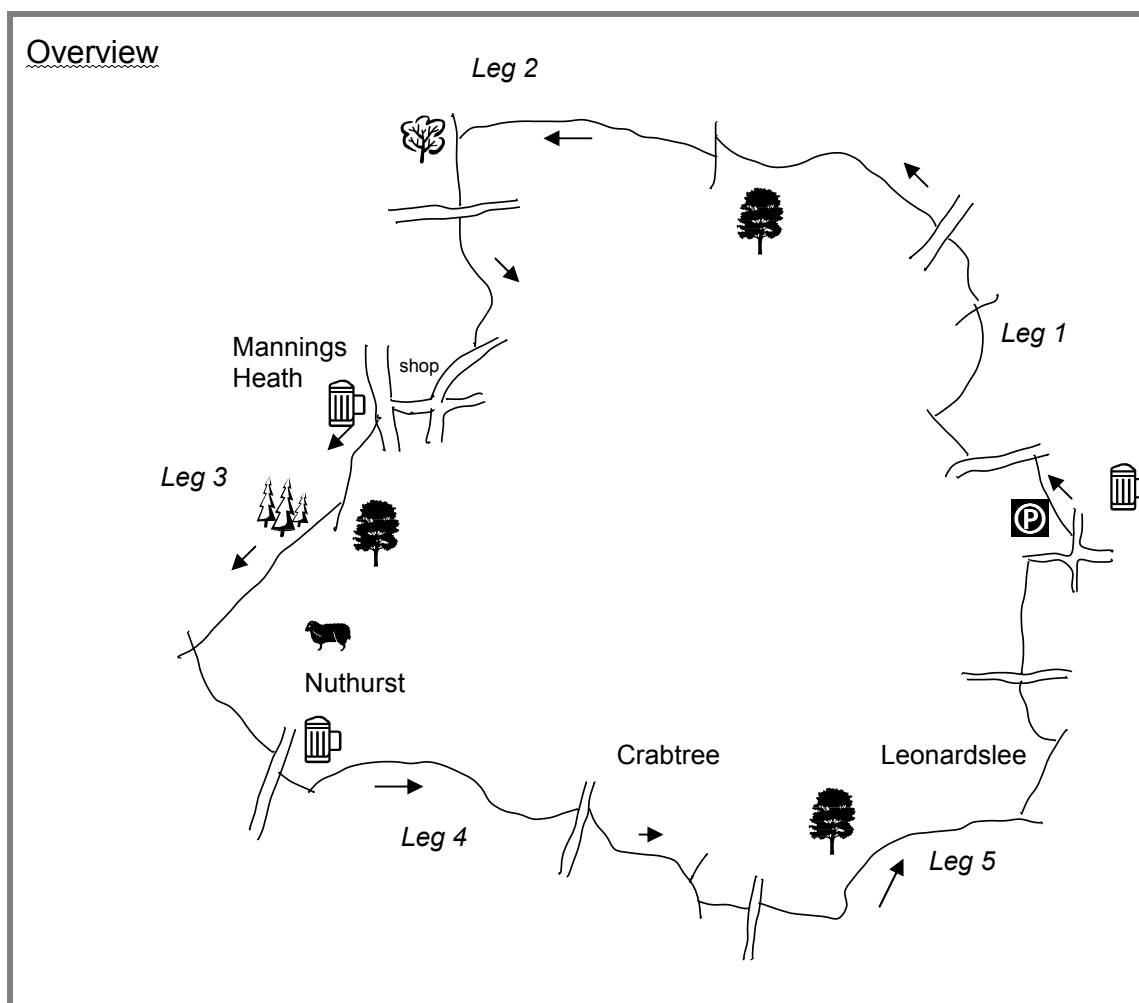 Overview
Leg 2
Leg 1
Mannings
Heath
shop
Leg 3
P
Nuthurst
Crabtree
Leonardslee
Leg 4
Leg 5